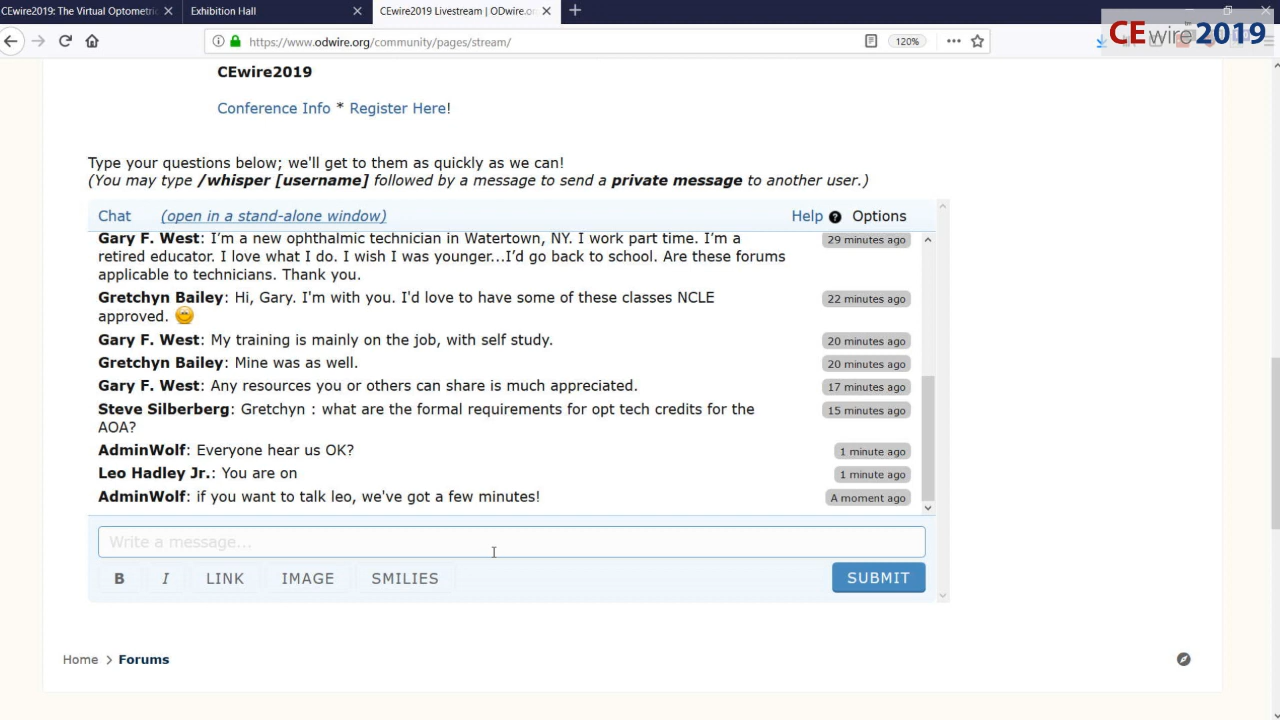 CEwire2019: The Virtual Optometric
Exhibition Hall
CEwire2019 Livestream | ODwire.o
https://www.odwire.org/community/pages/stream/
120%
CEwire2019
CEwire2019
Conference Info * Register Here!
Type your questions below; we'll get to them as quickly as we can!
(You may type /whisper [username] followed by a message to send a private message to another user.)
Chat (open in a stand-alone window) Help ? Options
Gary F. West: I'm a new ophthalmic technician in Watertown, NY. I work part time. I'm a 29 minutes ago
retired educator. I love what I do. I wish I was younger...I'd go back to school. Are these forums
applicable to technicians. Thank you.
Gretchyn Bailey: Hi, Gary. I'm with you. I'd love to have some of these classes NCLE 22 minutes ago
approved.
Gary F. West: My training is mainly on the job, with self study. 20 minutes ago
Gretchyn Bailey: Mine was as well. 20 minutes ago
Gary F. West: Any resources you or others can share is much appreciated. 17 minutes ago
Steve Silberberg: Gretchyn : what are the formal requirements for opt tech credits for the 15 minutes ago
AOA?
AdminWolf: Everyone hear us OK? 1 minute ago
Leo Hadley Jr.: You are on 1 minute ago
AdminWolf: if you want to talk leo, we've got a few minutes! A moment ago
Write a message...
B I LINK IMAGE SMILIES SUBMIT
Home > Forums